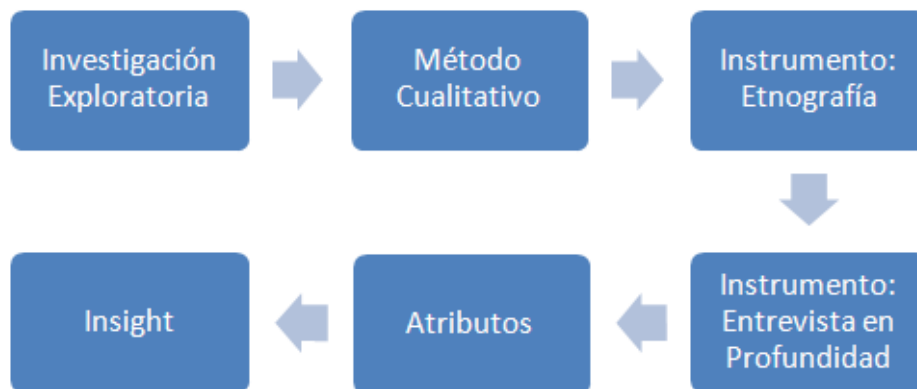 Investigación
Exploratoria
Método
Cualitativo
Instrumento:
Etnografía
Instrumento:
Entrevista en
Profundidad
Atributos
Insight